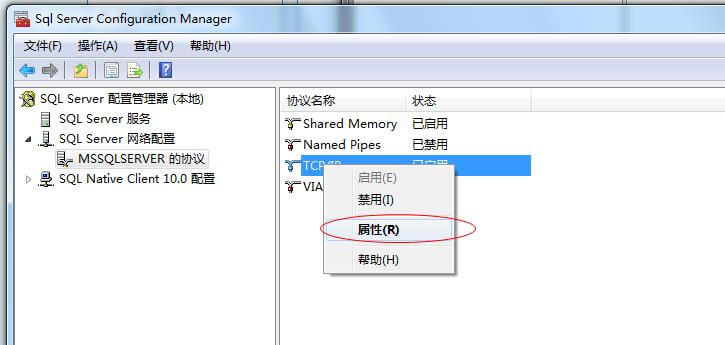 Sql Server Configuration Manager
文件(F) 操作(A) 查看(V) 帮助(H)
SQL Server 配置管理器 (本地)
SQL Server 服务
SQL Server 网络配置
MSSQLSERVER 的协议
SQL Native Client 10.0 配置
协议名称 状态
Shared Memory 已启用
Named Pipes 已禁用
TCP/IP 已启用
VIA
启用(E)
禁用(I)
属性(R)
帮助(H)